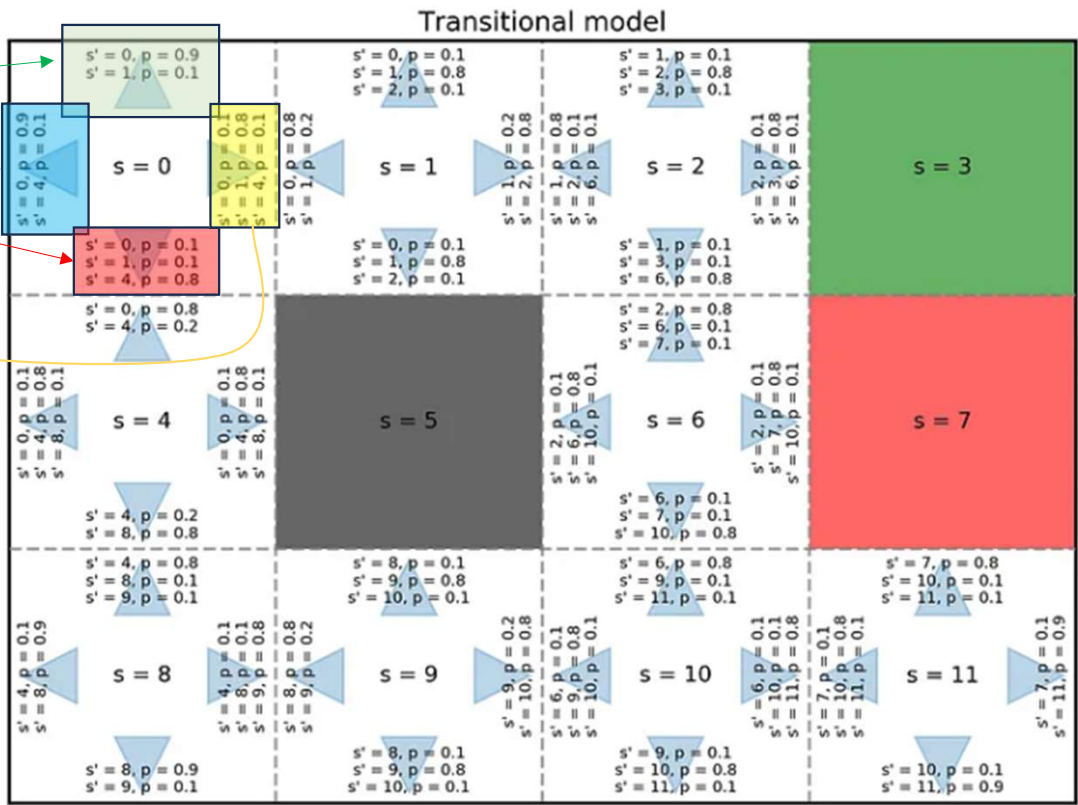 Transitional model
s' = 0, p = 0.9
s' = 1, p = 0.1
s' = 0, p = 0.9
s' = 4, p = 0.1
s = 0
s' = 0, p = 0.1
s' = 1, p = 0.8
s' = 4, p = 0.1
s' = 0, p = 0.1
s' = 1, p = 0.1
s' = 4, p = 0.8
s' = 0, p = 0.1
s' = 1, p = 0.8
s' = 2, p = 0.1
s' = 0, p = 0.8
s' = 1, p = 0.2
s = 1
s' = 1, p = 0.2
s' = 2, p = 0.8
s' = 0, p = 0.1
s' = 1, p = 0.8
s' = 2, p = 0.1
s' = 1, p = 0.1
s' = 2, p = 0.8
s' = 3, p = 0.1
s' = 1, p = 0.8
s' = 2, p = 0.1
s' = 6, p = 0.1
s = 2
s' = 2, p = 0.1
s' = 3, p = 0.8
s' = 6, p = 0.1
s' = 1, p = 0.1
s' = 3, p = 0.1
s' = 6, p = 0.8
s = 3
s' = 0, p = 0.8
s' = 4, p = 0.2
s' = 0, p = 0.1
s' = 4, p = 0.8
s' = 8, p = 0.1
s = 4
s' = 0, p = 0.1
s' = 4, p = 0.8
s' = 8, p = 0.1
s' = 4, p = 0.2
s' = 8, p = 0.8
s = 5
s' = 2, p = 0.8
s' = 6, p = 0.1
s' = 7, p = 0.1
s' = 2, p = 0.1
s' = 6, p = 0.8
s' = 10, p = 0.1
s = 6
s' = 2, p = 0.1
s' = 7, p = 0.8
s' = 10, p = 0.1
s' = 6, p = 0.1
s' = 7, p = 0.1
s' = 10, p = 0.8
s = 7
s' = 4, p = 0.8
s' = 8, p = 0.1
s' = 9, p = 0.1
s' = 4, p = 0.1
s' = 8, p = 0.9
s = 8
s' = 4, p = 0.1
s' = 8, p = 0.1
s' = 9, p = 0.8
s' = 8, p = 0.9
s' = 9, p = 0.1
s' = 8, p = 0.1
s' = 9, p = 0.8
s' = 10, p = 0.1
s' = 8, p = 0.8
s' = 9, p = 0.2
s = 9
s' = 9, p = 0.2
s' = 10, p = 0.8
s' = 8, p = 0.1
s' = 9, p = 0.8
s' = 10, p = 0.1
s' = 6, p = 0.8
s' = 9, p = 0.1
s' = 11, p = 0.1
s' = 6, p = 0.1
s' = 9, p = 0.8
s' = 10, p = 0.1
s = 10
s' = 6, p = 0.1
s' = 10, p = 0.1
s' = 11, p = 0.8
s' = 9, p = 0.1
s' = 10, p = 0.8
s' = 11, p = 0.1
s' = 7, p = 0.8
s' = 10, p = 0.1
s' = 11, p = 0.1
s' = 7, p = 0.1
s' = 10, p = 0.8
s' = 11, p = 0.1
s = 11
s' = 7, p = 0.1
s' = 11, p = 0.9
s' = 10, p = 0.1
s' = 11, p = 0.9